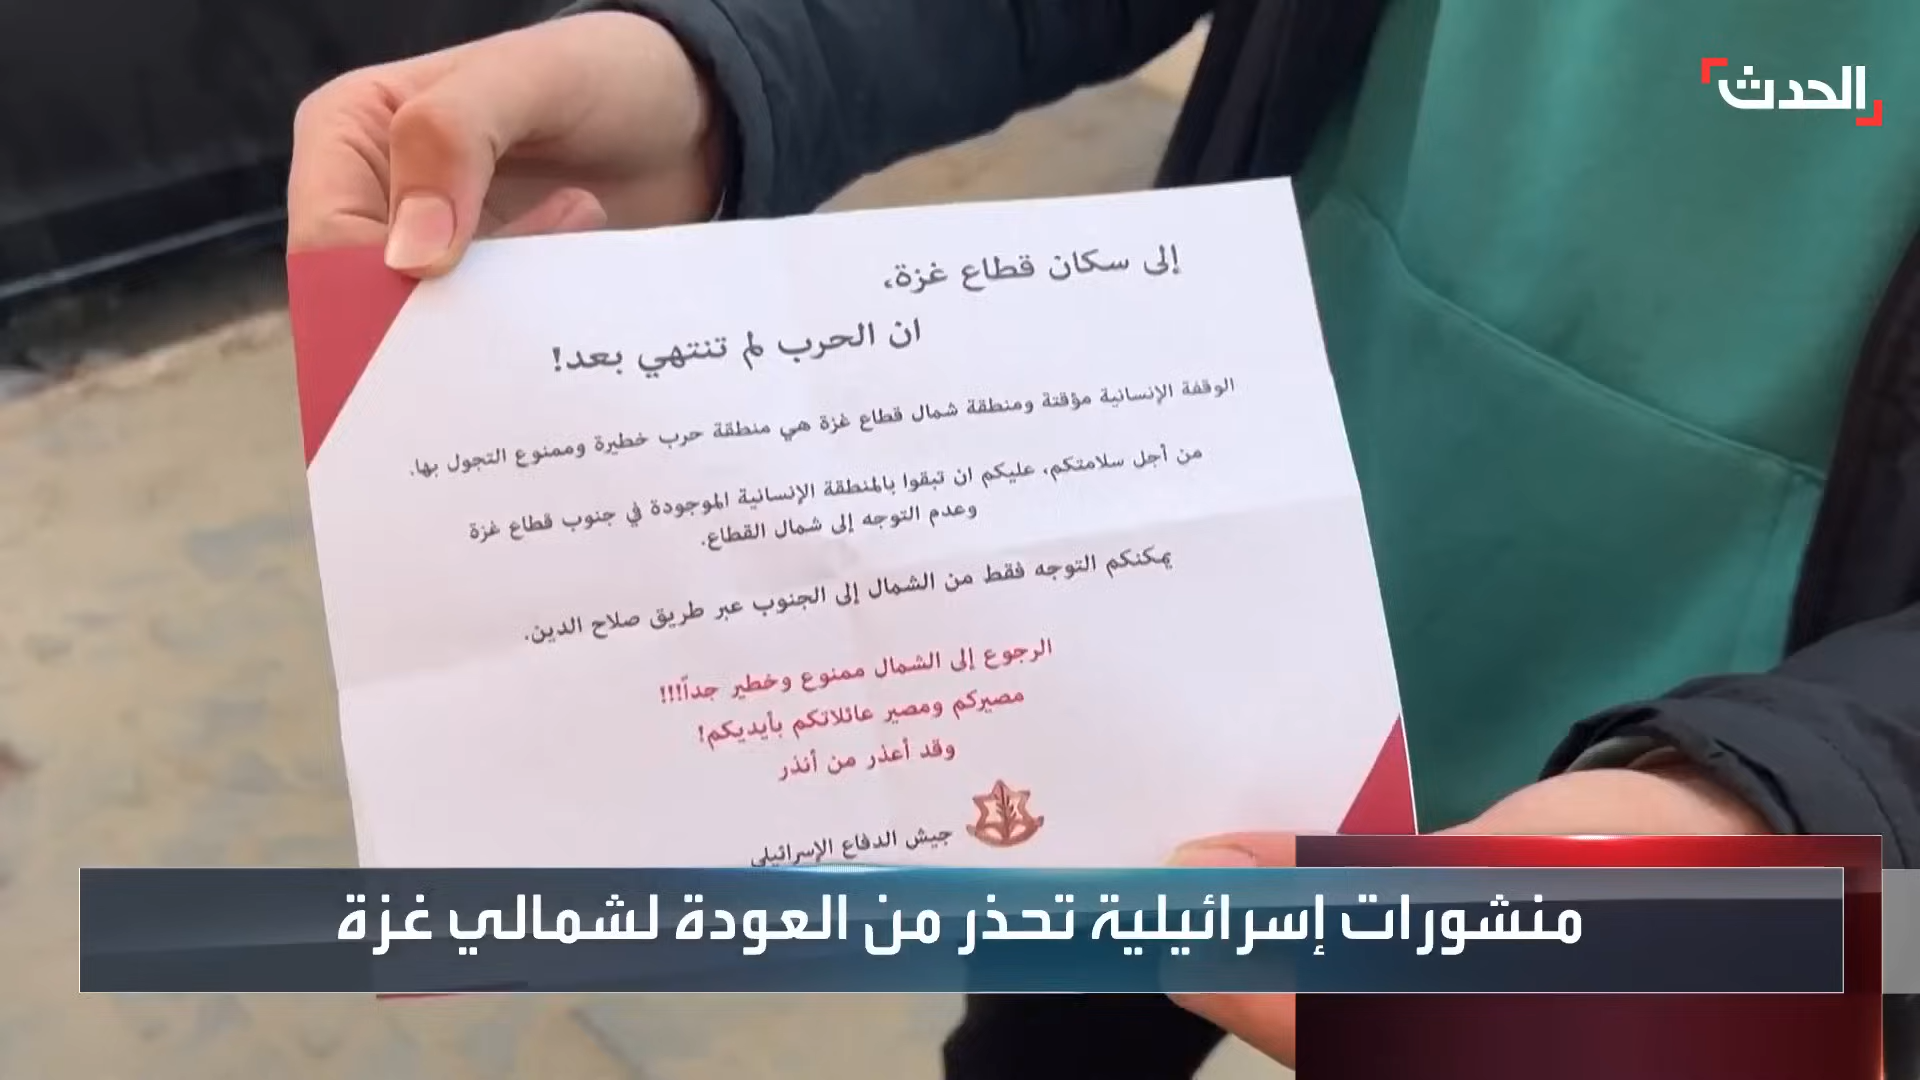 الحدث
إلى سكان قطاع غزة،
ان الحرب لم تنتهي بعد!
الوقفة الإنسانية مؤقتة ومنطقة شمال قطاع غزة هي منطقة حرب خطيرة وممنوع التجول بها.
من أجل سلامتكم، عليكم ان تبقوا بالمنطقة الإنسانية الموجودة في جنوب قطاع غزة
وعدم التوجه إلى شمال القطاع.
يمكنكم التوجه فقط من الشمال إلى الجنوب عبر طريق صلاح الدين.
الرجوع إلى الشمال ممنوع وخطير جداً!!!
مصيركم ومصير عائلاتكم بأيديكم!
وقد أعذر من أنذر
جيش الدفاع الإسرائيلي
منشورات إسرائيلية تحذر من العودة لشمالي غزة